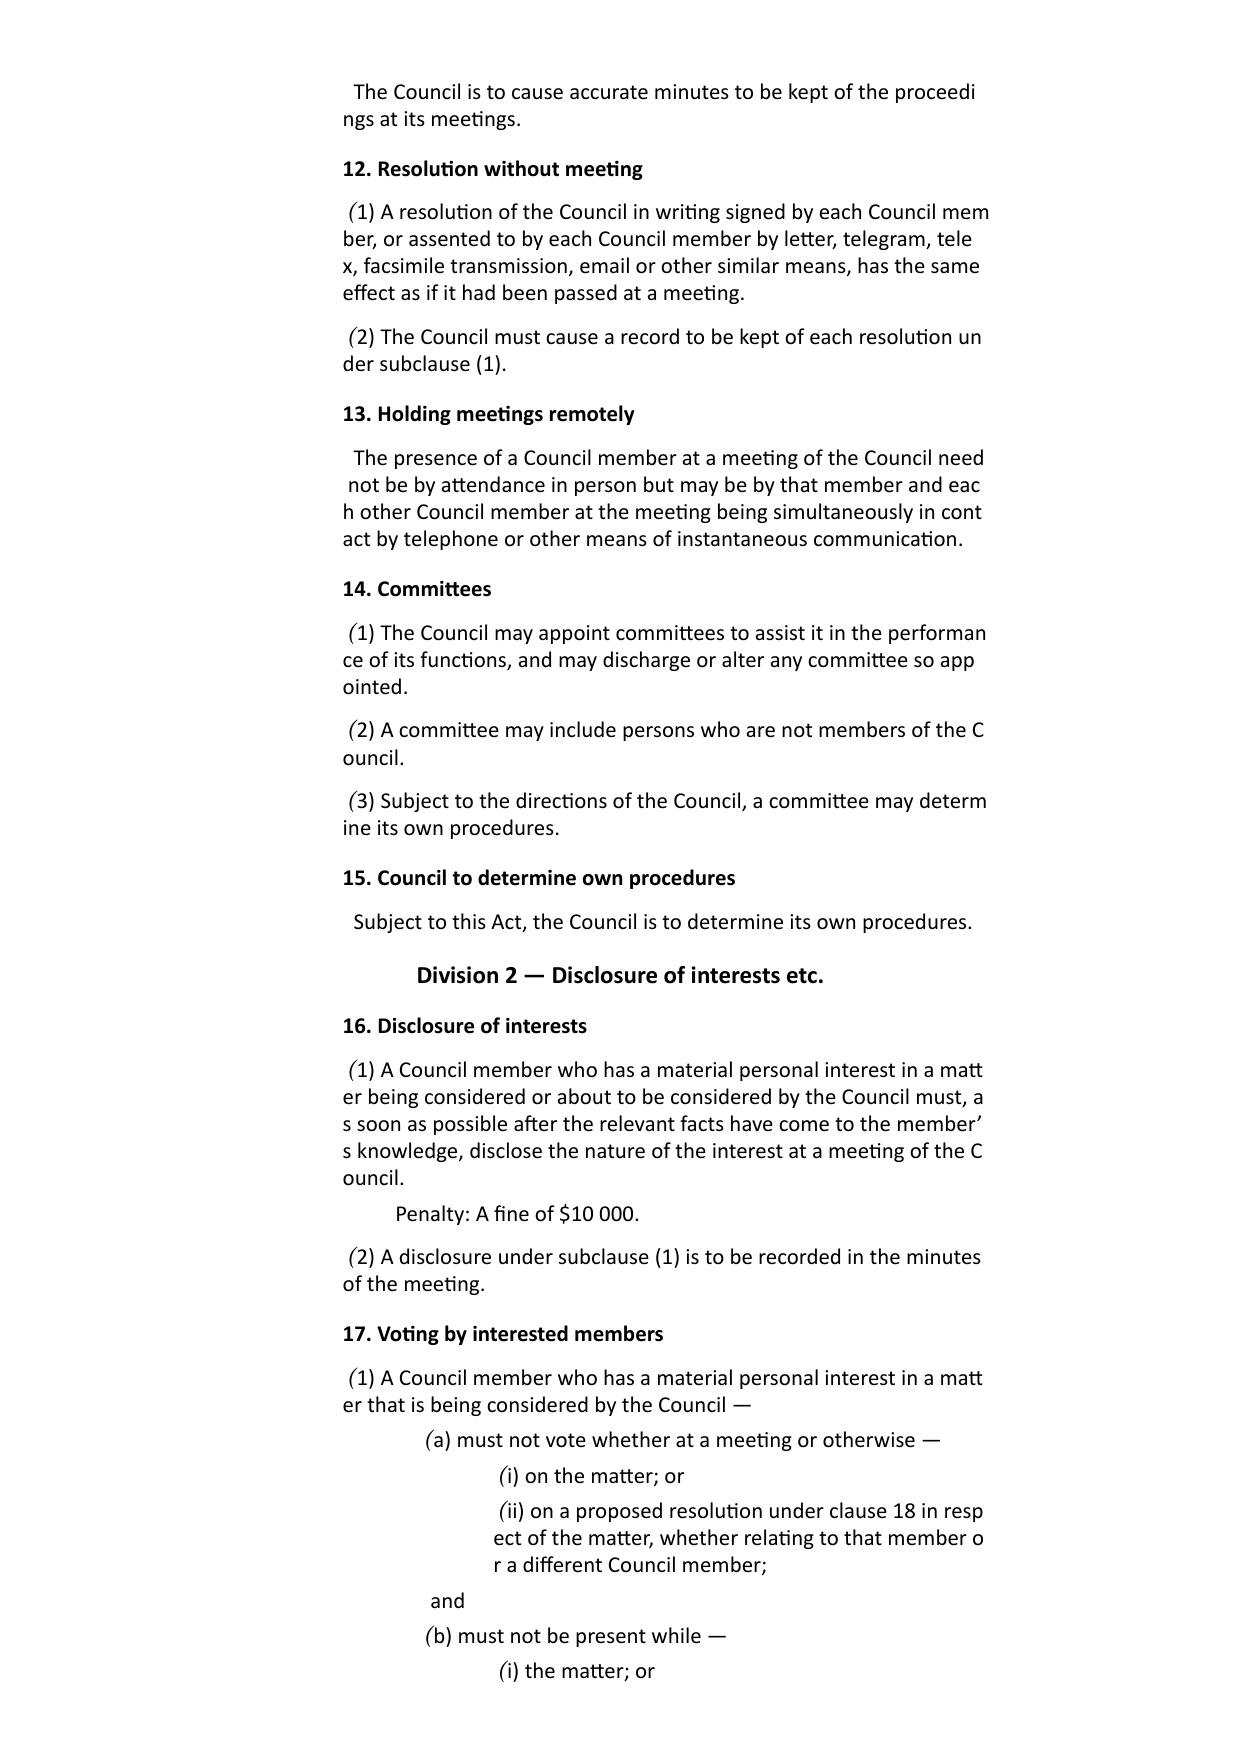 The Council is to cause accurate minutes to be kept of the proceedi
ngs at its meetings.
12. Resolution without meeting
(1) A resolution of the Council in writing signed by each Council mem
ber, or assented to by each Council member by letter, telegram, tele
x, facsimile transmission, email or other similar means, has the same
effect as if it had been passed at a meeting.
(2) The Council must cause a record to be kept of each resolution un
der subclause (1).
13. Holding meetings remotely
The presence of a Council member at a meeting of the Council need
not be by attendance in person but may be by that member and eac
h other Council member at the meeting being simultaneously in cont
act by telephone or other means of instantaneous communication.
14. Committees
(1) The Council may appoint committees to assist it in the performan
ce of its functions, and may discharge or alter any committee so app
ointed.
(2) A committee may include persons who are not members of the C
ouncil.
(3) Subject to the directions of the Council, a committee may determ
ine its own procedures.
15. Council to determine own procedures
Subject to this Act, the Council is to determine its own procedures.
Division 2 — Disclosure of interests etc.
16. Disclosure of interests
(1) A Council member who has a material personal interest in a matt
er being considered or about to be considered by the Council must, a
s soon as possible after the relevant facts have come to the member’
s knowledge, disclose the nature of the interest at a meeting of the C
ouncil.
Penalty: A fine of $10 000.
(2) A disclosure under subclause (1) is to be recorded in the minutes
of the meeting.
17. Voting by interested members
(1) A Council member who has a material personal interest in a matt
er that is being considered by the Council —
(a) must not vote whether at a meeting or otherwise —
(i) on the matter; or
(ii) on a proposed resolution under clause 18 in resp
ect of the matter, whether relating to that member o
r a different Council member;
and
(b) must not be present while —
(i) the matter; or